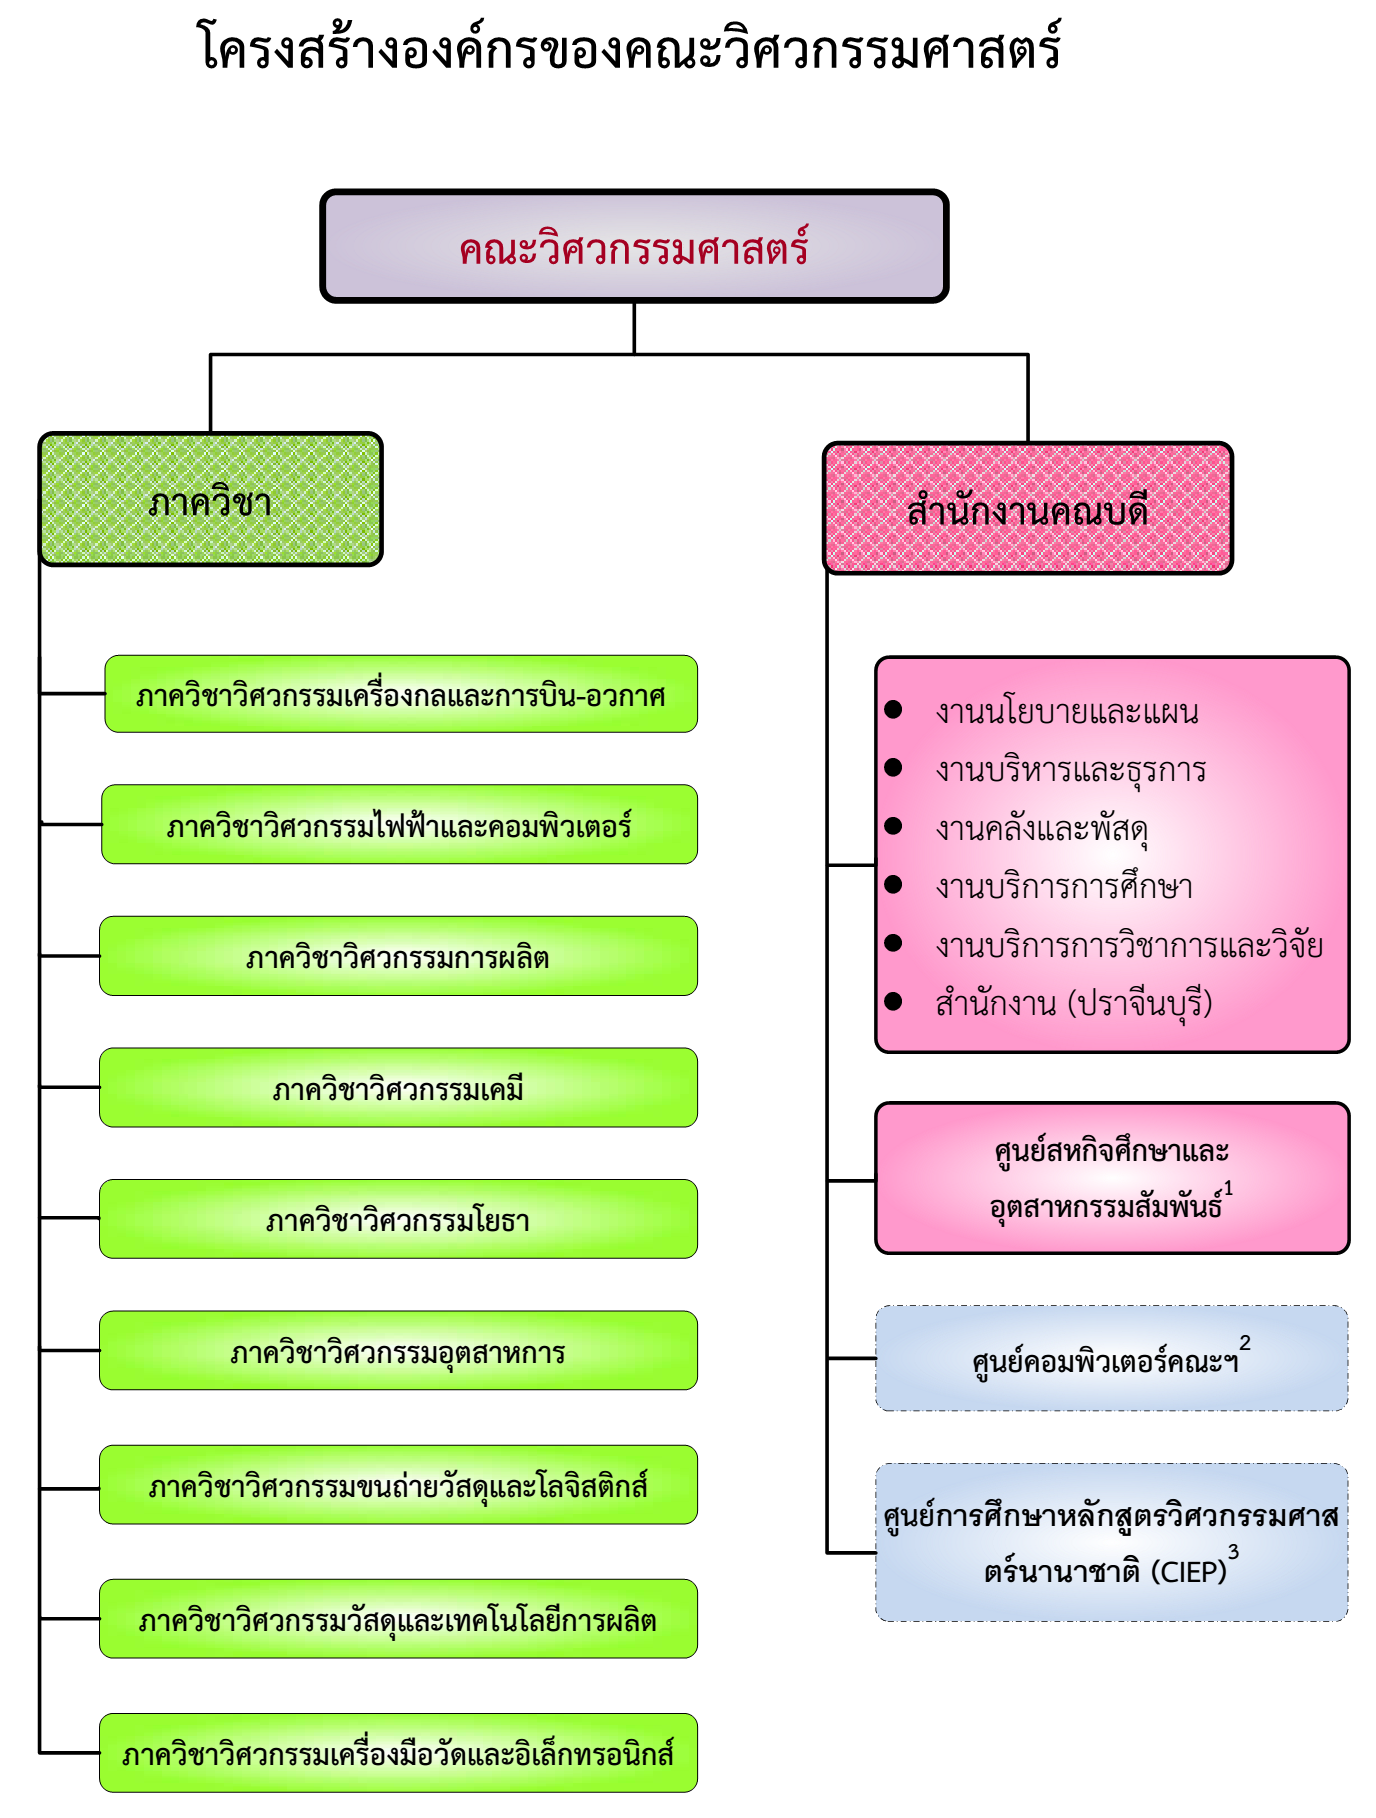 โครงสร้างองค์กรของคณะวิศวกรรมศาสตร์
คณะวิศวกรรมศาสตร์
ภาควิชา
ภาควิชาวิศวกรรมเครื่องกลและการบิน-อวกาศ
ภาควิชาวิศวกรรมไฟฟ้าและคอมพิวเตอร์
ภาควิชาวิศวกรรมการผลิต
ภาควิชาวิศวกรรมเคมี
ภาควิชาวิศวกรรมโยธา
ภาควิชาวิศวกรรมอุตสาหการ
ภาควิชาวิศวกรรมขนถ่ายวัสดุและโลจิสติกส์
ภาควิชาวิศวกรรมวัสดุและเทคโนโลยีการผลิต
ภาควิชาวิศวกรรมเครื่องมือวัดและอิเล็กทรอนิกส์
สำนักงานคณบดี
● งานนโยบายและแผน
● งานบริหารและธุรการ
● งานคลังและพัสดุ
● งานบริการการศึกษา
● งานบริการการวิชาการและวิจัย
● สำนักงาน (ปราจีนบุรี)
ศูนย์สหกิจศึกษาและ
อุตสาหกรรมสัมพันธ์1
ศูนย์คอมพิวเตอร์คณะฯ2
ศูนย์การศึกษาหลักสูตรวิศวกรรมศาส
ตร์นานาชาติ (CIEP)3